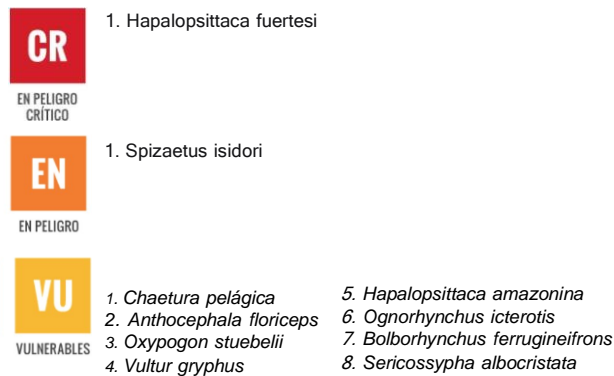 CR
1. Hapalopsittaca fuertesi
EN PELIGRO
CRÍTICO
EN
1. Spizaetus isidori
EN PELIGRO
VU
VULNERABLES
1. Chaetura pelágica
2. Anthocephala floriceps
3. Oxypogon stuebelii
4. Vultur gryphus
5. Hapalopsittaca amazonina
6. Ognorhynchus icterotis
7. Bolborhynchus ferrugineifrons
8. Sericossypha albocristata